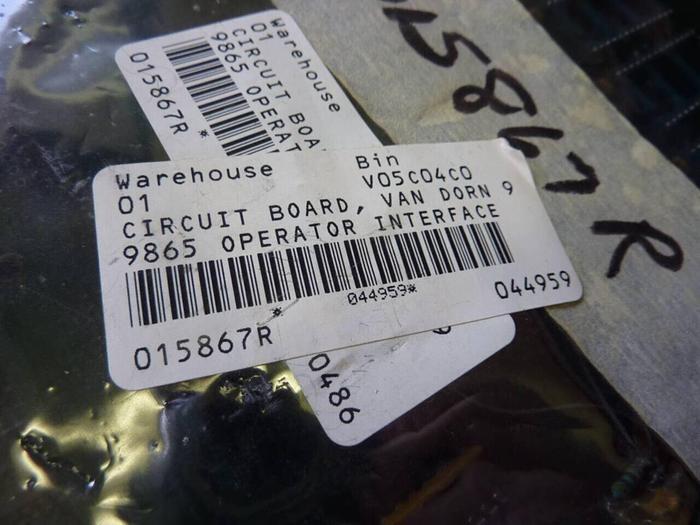 Warehouse
01
CIRCUIT BOA
9865 OPERAT
015867R *
15867R
Warehouse Bin
01 V05C04C0
CIRCUIT BOARD, VAN DORN 9
9865 OPERATOR INTERFACE
* 044959*
015867R 044959
0486